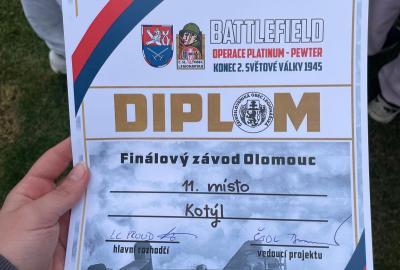 BATTLEFIELD
OPERACE PLATINUM - PEWTER
KONEC 2. SVĚTOVÉ VÁLKY 1945
DIPLOM
Finálový závod Olomouc
11. místo
Kotýl
hlavní rozhodčí
vedoucí projektu